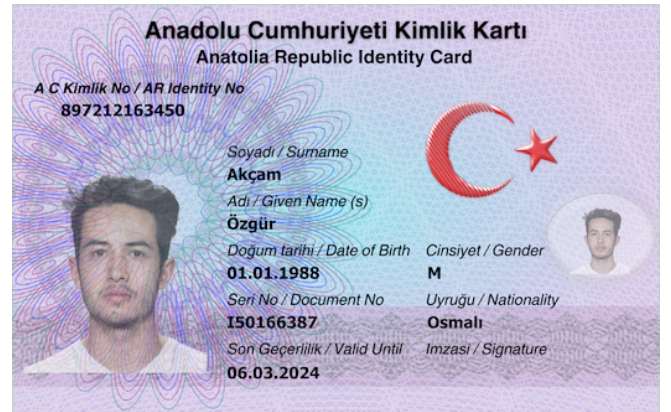 Anadolu Cumhuriyeti Kimlik Kartı
Anatolia Republic Identity Card
A C Kimlik No / AR Identity No
897212163450
Soyadı / Surname
Akçam
Adı / Given Name (s)
Özgür
Doğum tarihi / Date of Birth Cinsiyet / Gender
01.01.1988 M
Seri No / Document No Uyruğu / Nationality
I50166387 Osmalı
Son Geçerlilik / Valid Until Imzasi / Signature
06.03.2024